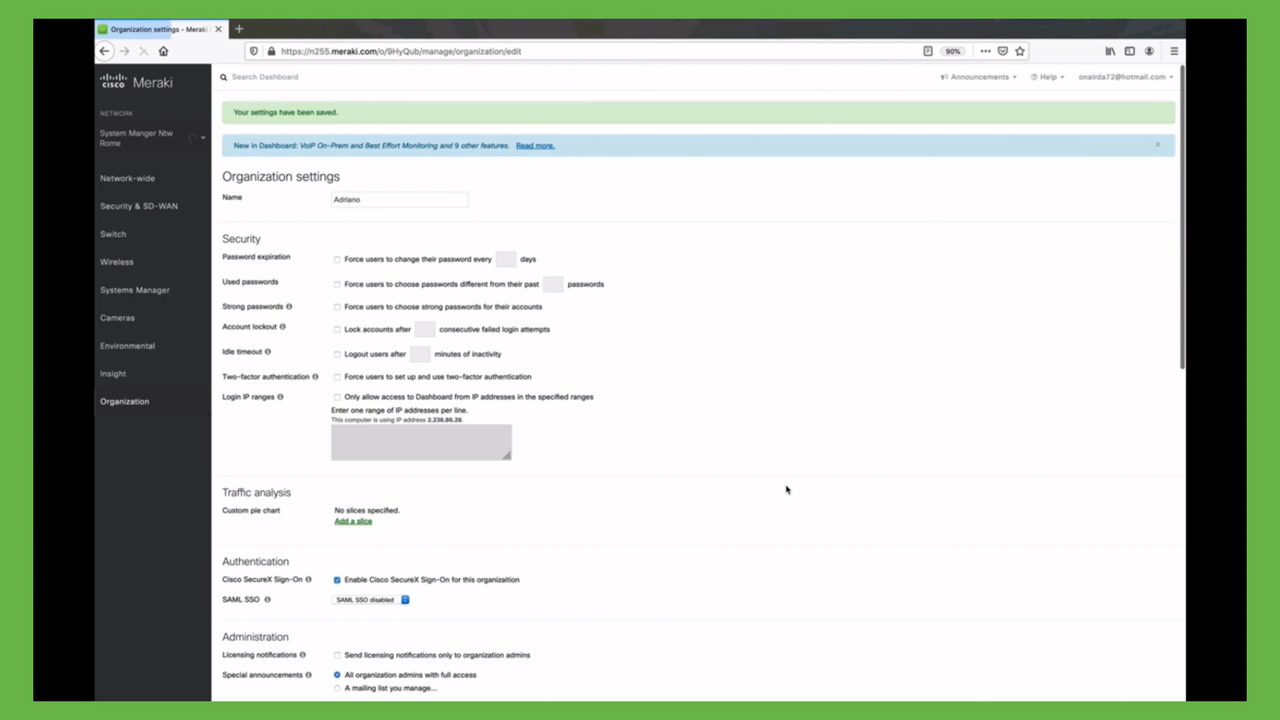 Organization settings - Meraki
https://n255.meraki.com/o/9HyQub/manage/organization/edit
90%
cisco Meraki
Search Dashboard
Announcements
Help
onairda72@hotmail.com
NETWORK
System Manger Ntw
Rome
Network-wide
Security & SD-WAN
Switch
Wireless
Systems Manager
Cameras
Environmental
Insight
Organization
Your settings have been saved.
New in Dashboard: VoIP On-Prem and Best Effort Monitoring and 9 other features. Read more.
Organization settings
Name
Adriano
Security
Password expiration
Force users to change their password every days
Used passwords
Force users to choose passwords different from their past passwords
Strong passwords
Force users to choose strong passwords for their accounts
Account lockout
Lock accounts after consecutive failed login attempts
Idle timeout
Logout users after minutes of inactivity
Two-factor authentication
Force users to set up and use two-factor authentication
Login IP ranges
Only allow access to Dashboard from IP addresses in the specified ranges
Enter one range of IP addresses per line.
This computer is using IP address 2.236.86.28.
Traffic analysis
Custom pie chart
No slices specified.
Add a slice
Authentication
Cisco SecureX Sign-On
Enable Cisco SecureX Sign-On for this organizaition
SAML SSO
SAML SSO disabled
Administration
Licensing notifications
Send licensing notifications only to organization admins
Special announcements
All organization admins with full access
A mailing list you manage...